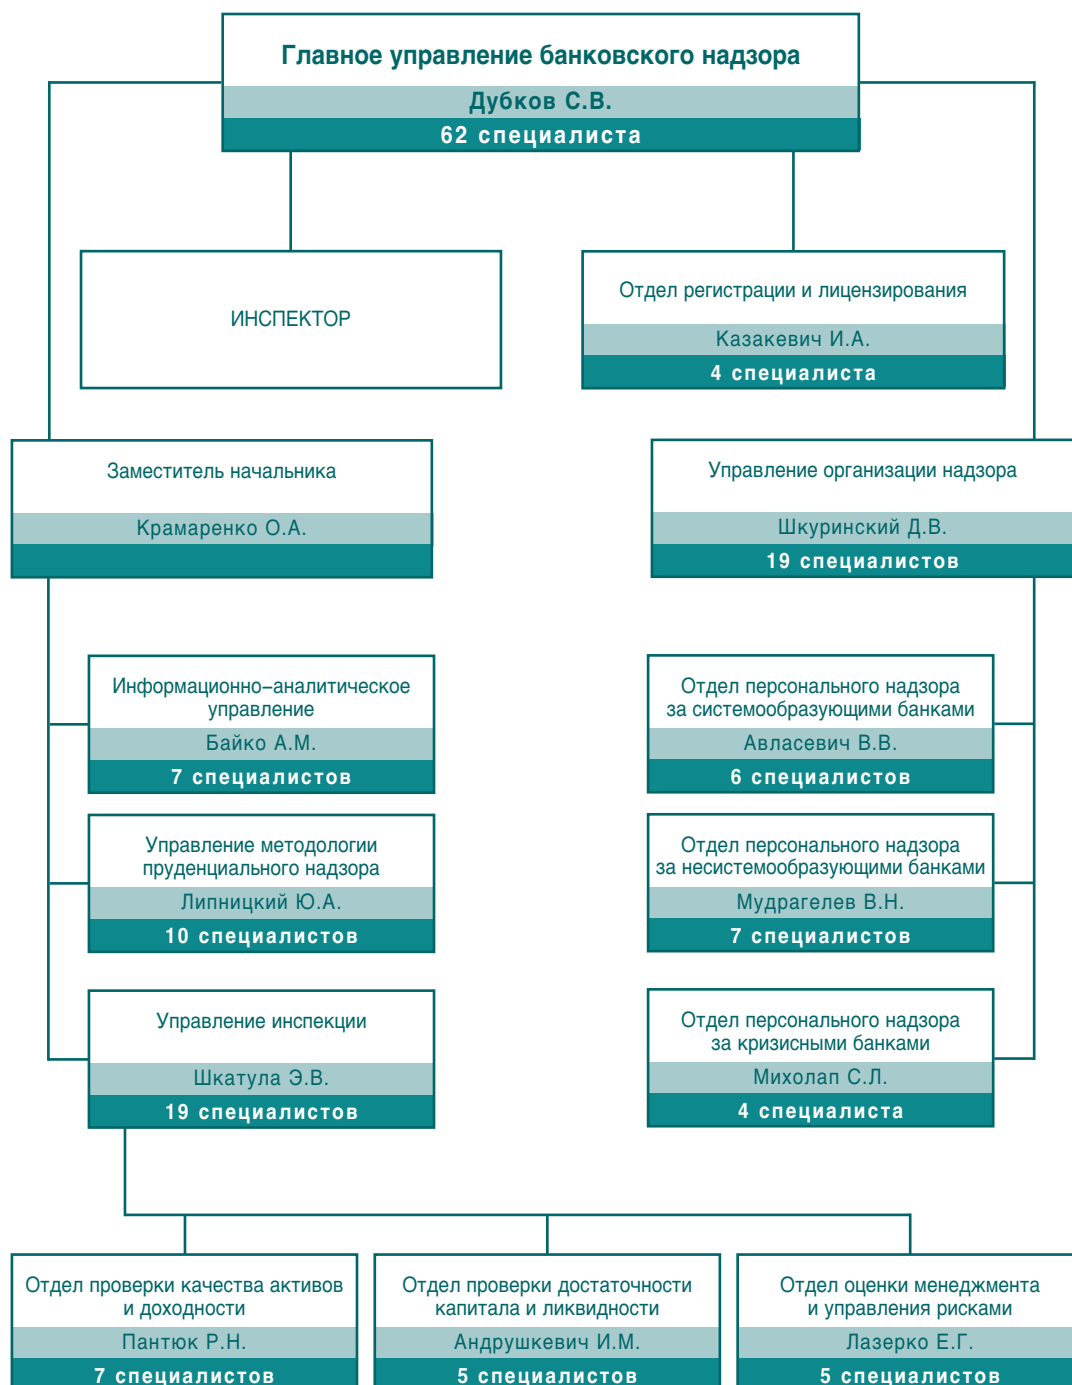 Главное управление банковского надзора
Дубков С.В.
62 специалиста
ИНСПЕКТОР
Отдел регистрации и лицензирования
Казакевич И.А.
4 специалиста
Заместитель начальника
Крамаренко О.А.
Управление организации надзора
Шкуринский Д.В.
19 специалистов
Информационно–аналитическое
управление
Байко А.М.
7 специалистов
Отдел персонального надзора
за системообразующими банками
Авласевич В.В.
6 специалистов
Управление методологии
пруденциального надзора
Липницкий Ю.А.
10 специалистов
Отдел персонального надзора
за несистемообразующими банками
Мудрагелев В.Н.
7 специалистов
Управление инспекции
Шкатула Э.В.
19 специалистов
Отдел персонального надзора
за кризисными банками
Михолап С.Л.
4 специалиста
Отдел проверки качества активов
и доходности
Пантюк Р.Н.
7 специалистов
Отдел проверки достаточности
капитала и ликвидности
Андрушкевич И.М.
5 специалистов
Отдел оценки менеджмента
и управления рисками
Лазерко Е.Г.
5 специалистов